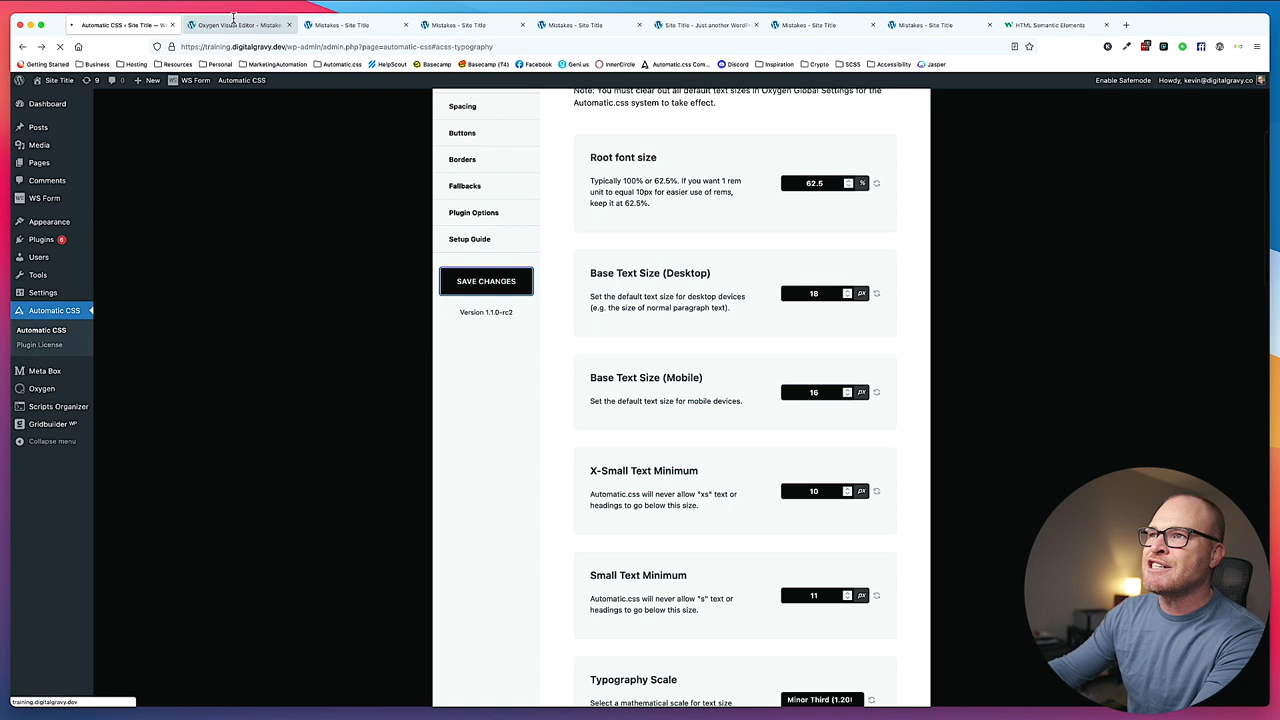 Automatic CSS ‹ Site Title — Wo
Oxygen Visual Editor - Mistake
Mistakes - Site Title
Mistakes - Site Title
Mistakes - Site Title
Site Title - Just another WordPr
Mistakes - Site Title
Mistakes - Site Title
HTML Semantic Elements
https://training.digitalgravy.dev/wp-admin/admin.php?page=automatic-css#acss-typography
Getting Started
Business
Hosting
Resources
Personal
MarketingAutomation
Automatic.css
HelpScout
Basecamp
Basecamp (T4)
Facebook
Geni.us
InnerCircle
Automatic.css Com...
Discord
Inspiration
Crypto
SCSS
Accessibility
Jasper
Site Title
9
0
New
WS Form
Automatic CSS
Enable Safemode
Howdy, kevin@digitalgravy.co
Dashboard
Posts
Media
Pages
Comments
WS Form
Appearance
Plugins 6
Users
Tools
Settings
Automatic CSS
Automatic CSS
Plugin License
Meta Box
Oxygen
Scripts Organizer
Gridbuilder WP
Collapse menu
Spacing
Buttons
Borders
Fallbacks
Plugin Options
Setup Guide
SAVE CHANGES
Version 1.1.0-rc2
Note: You must clear out all default text sizes in Oxygen Global Settings for the
Automatic.css system to take effect.
Root font size
Typically 100% or 62.5%. If you want 1 rem
unit to equal 10px for easier use of rems,
keep it at 62.5%.
62.5 %
Base Text Size (Desktop)
Set the default text size for desktop devices
(e.g. the size of normal paragraph text).
18 px
Base Text Size (Mobile)
Set the default text size for mobile devices.
16 px
X-Small Text Minimum
Automatic.css will never allow "xs" text or
headings to go below this size.
10 px
Small Text Minimum
Automatic.css will never allow "s" text or
headings to go below this size.
11 px
Typography Scale
Select a mathematical scale for text size
Minor Third (1.20
training.digitalgravy.dev